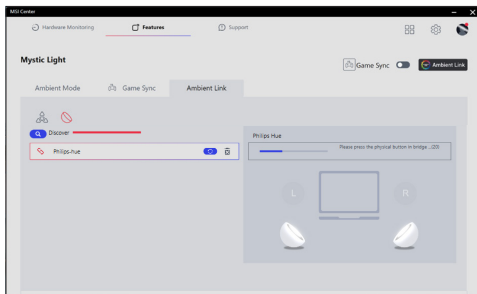 MSI Center
Hardware Monitoring
Features
Support
Mystic Light
Game Sync
Ambient Link
Ambient Mode
Game Sync
Ambient Link
Discover
Philips-hue
Philips Hue
Please press the physical button in bridge ...(20)
L
R